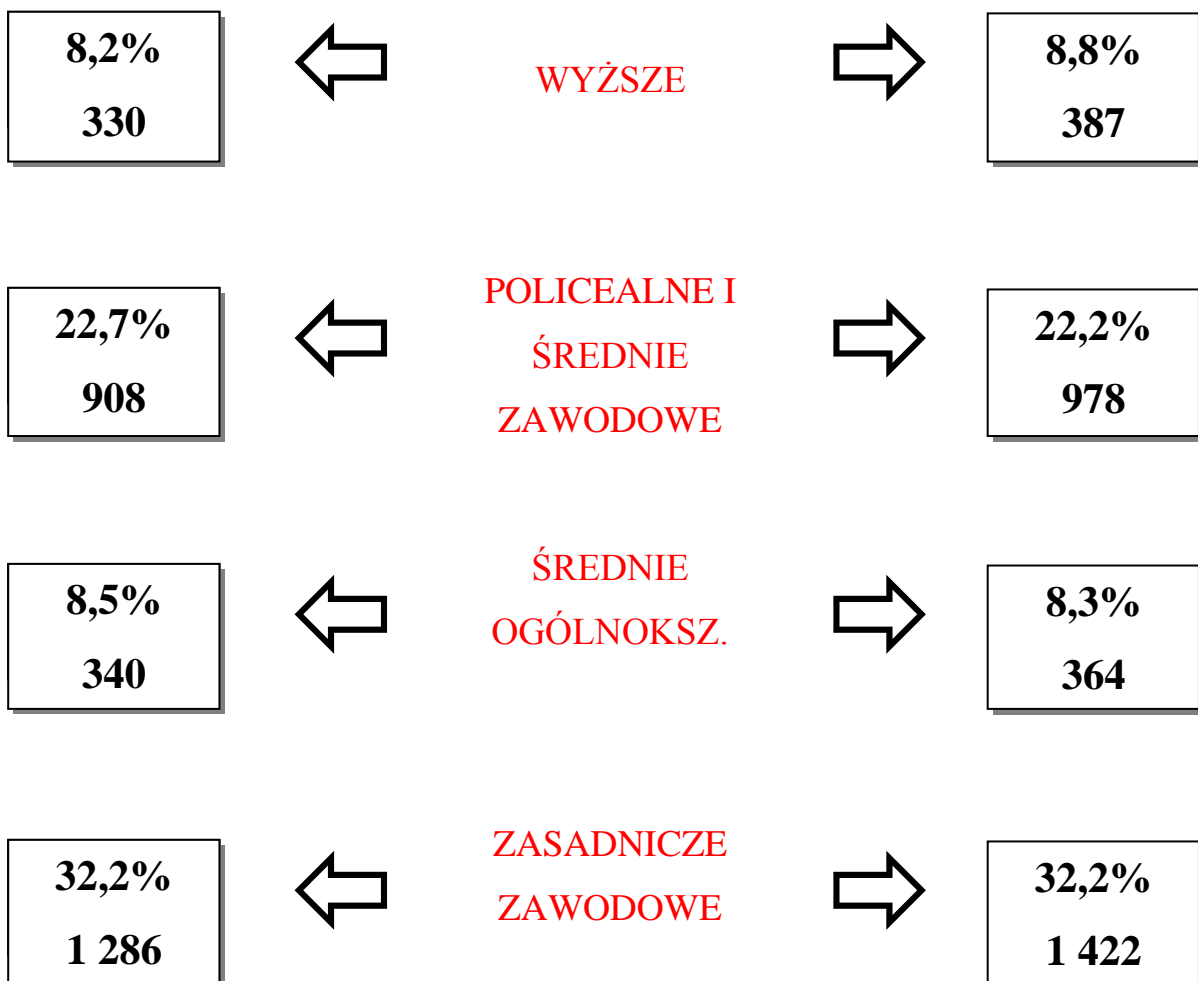 8,2%
330
WYŻSZE
8,8%
387
22,7%
908
POLICEALNE I
ŚREDNIE
ZAWODOWE
22,2%
978
8,5%
340
ŚREDNIE
OGÓLNOKSZ.
8,3%
364
32,2%
1 286
ZASADNICZE
ZAWODOWE
32,2%
1 422